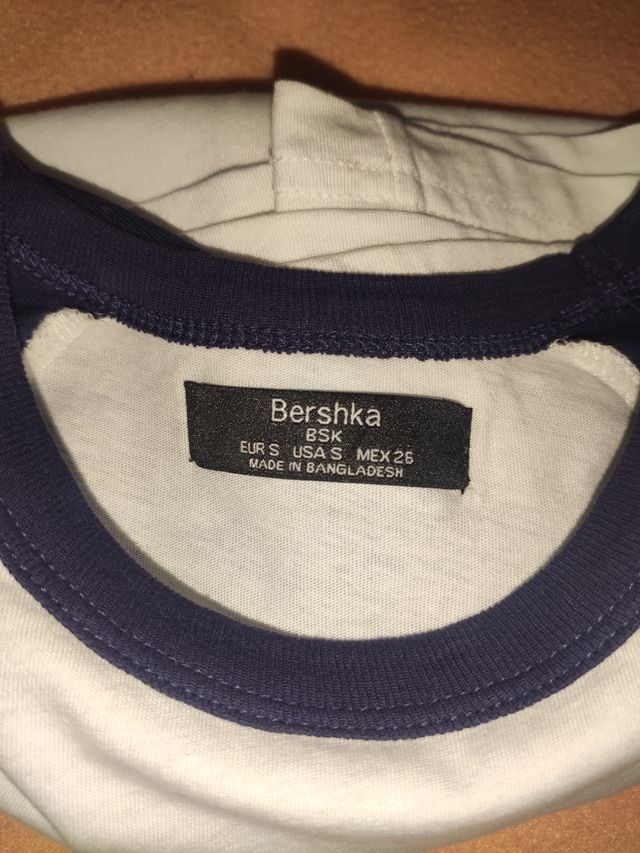 Bershka
BSK
EUR S USA S MEX 26
MADE IN BANGLADESH